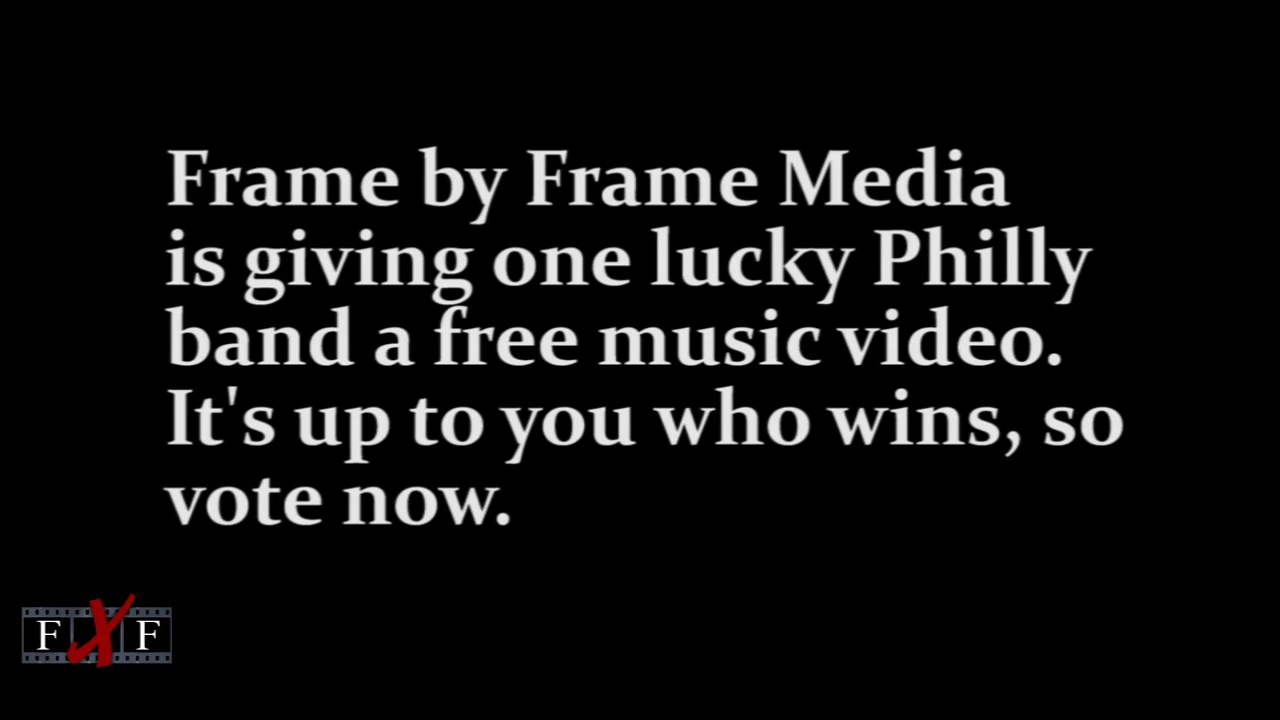 Frame by Frame Media
is giving one lucky Philly
band a free music video.
It's up to you who wins, so
vote now.
F X F